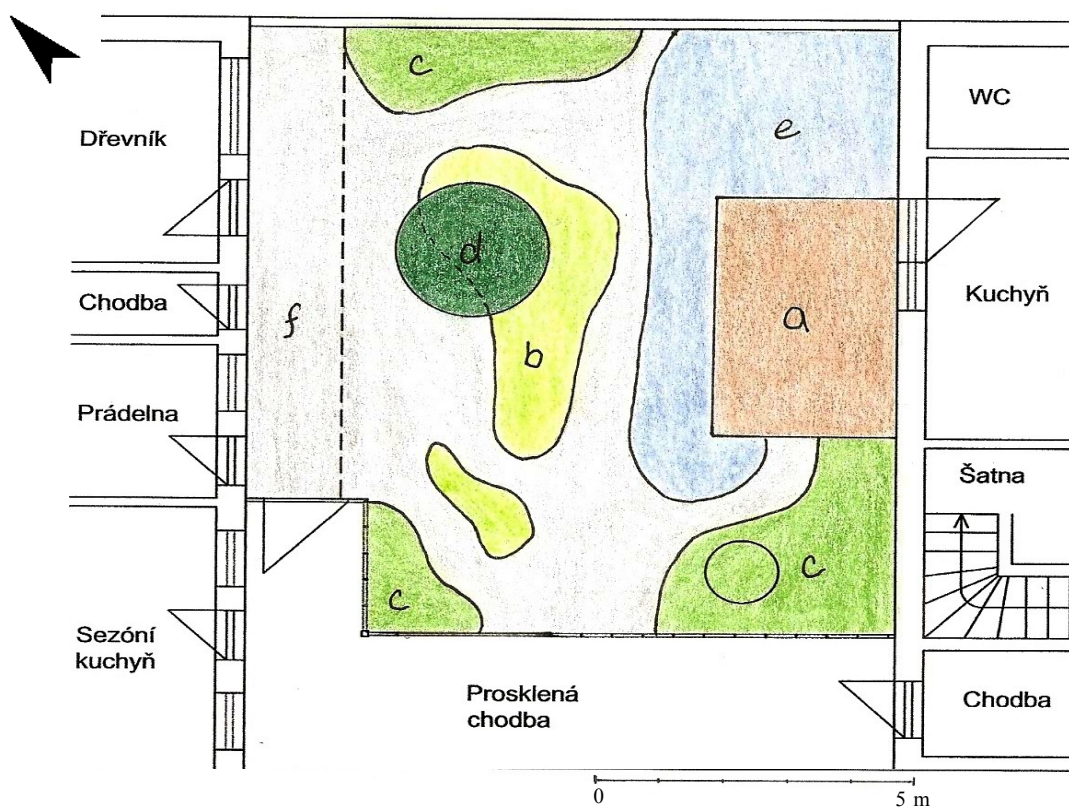 c
WC
Dřevník
e
d
Chodba
f
a
Kuchyň
b
Prádelna
Šatna
c
c
Sezóní
kuchyň
Prosklená
chodba
Chodba
0
5 m